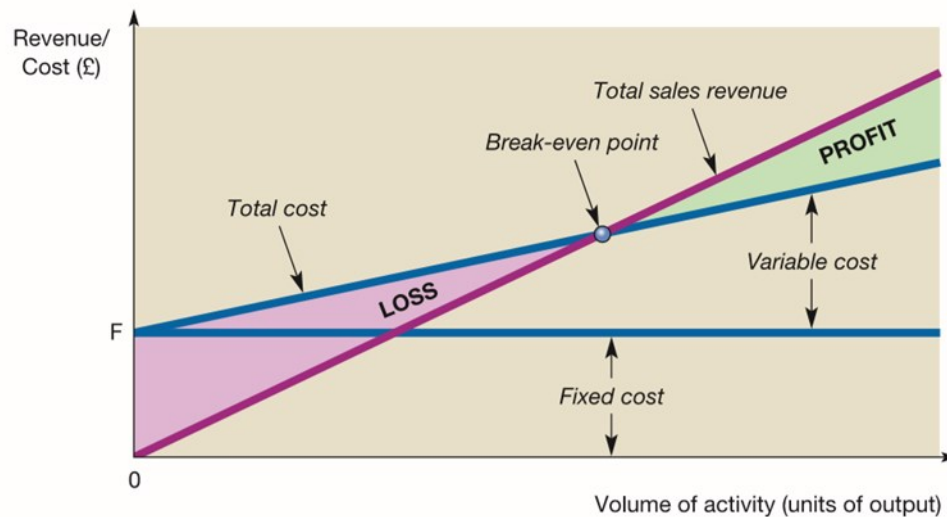 Revenue/
Cost (£)
Total sales revenue
Break-even point
PROFIT
Total cost
Variable cost
LOSS
F
Fixed cost
0
Volume of activity (units of output)